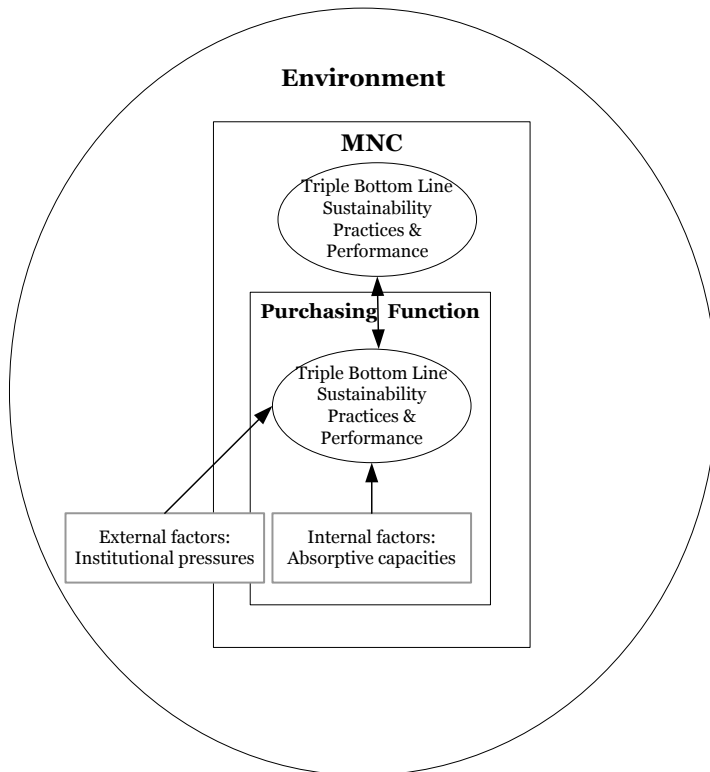 Environment
MNC
Triple Bottom Line
Sustainability
Practices &
Performance
Purchasing Function
Triple Bottom Line
Sustainability
Practices &
Performance
External factors:
Institutional pressures
Internal factors:
Absorptive capacities